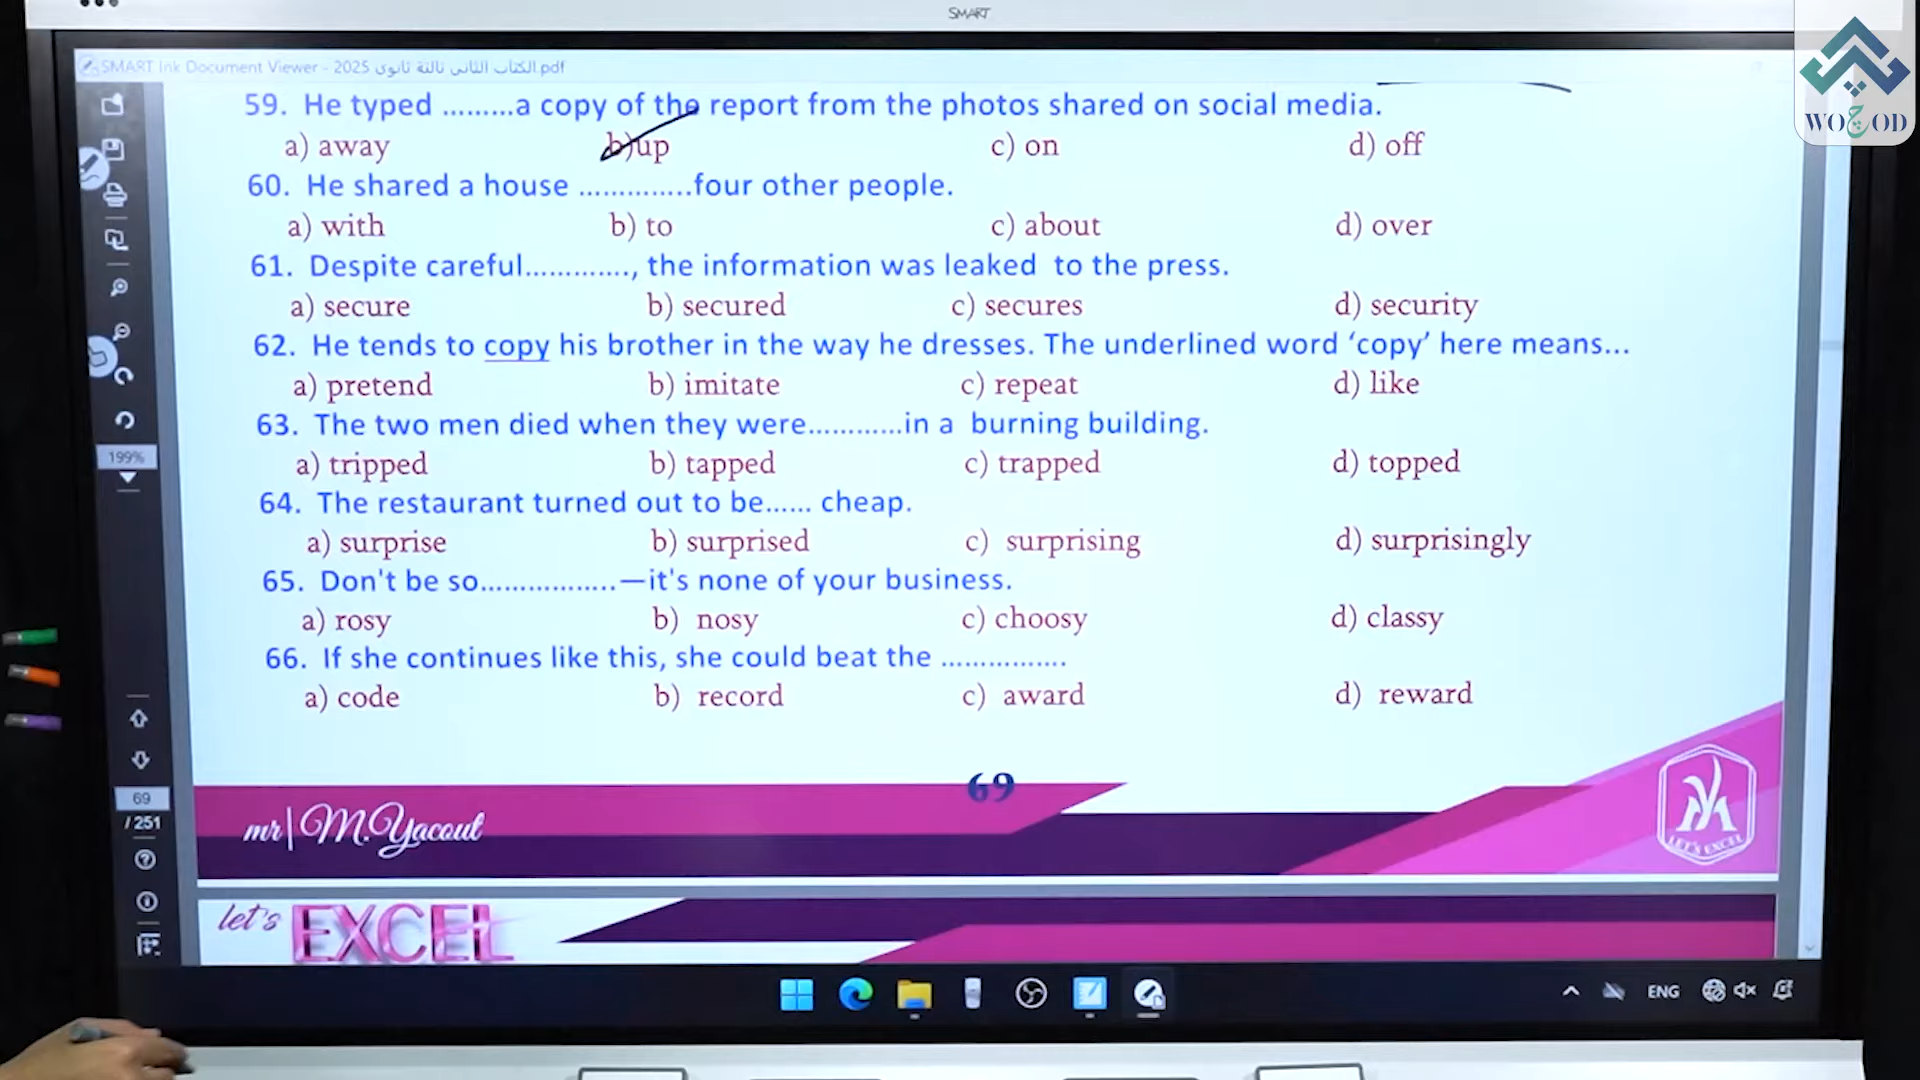 SMART
SMART Ink Document Viewer - الكتاب الثاني ثالثة ثانوي 2025.pdf
WOجOD
59. He typed .........a copy of the report from the photos shared on social media.
a) away b)up c) on d) off
60. He shared a house ..............four other people.
a) with b) to c) about d) over
61. Despite careful............., the information was leaked to the press.
a) secure b) secured c) secures d) security
62. He tends to copy his brother in the way he dresses. The underlined word ‘copy’ here means...
a) pretend b) imitate c) repeat d) like
63. The two men died when they were............in a burning building.
a) tripped b) tapped c) trapped d) topped
64. The restaurant turned out to be...... cheap.
a) surprise b) surprised c) surprising d) surprisingly
65. Don't be so.................—it's none of your business.
a) rosy b) nosy c) choosy d) classy
66. If she continues like this, she could beat the ................
a) code b) record c) award d) reward
199%
69
/ 251
69
mr| M.Yacout
LET'S EXCEL
let's EXCEL
ENG